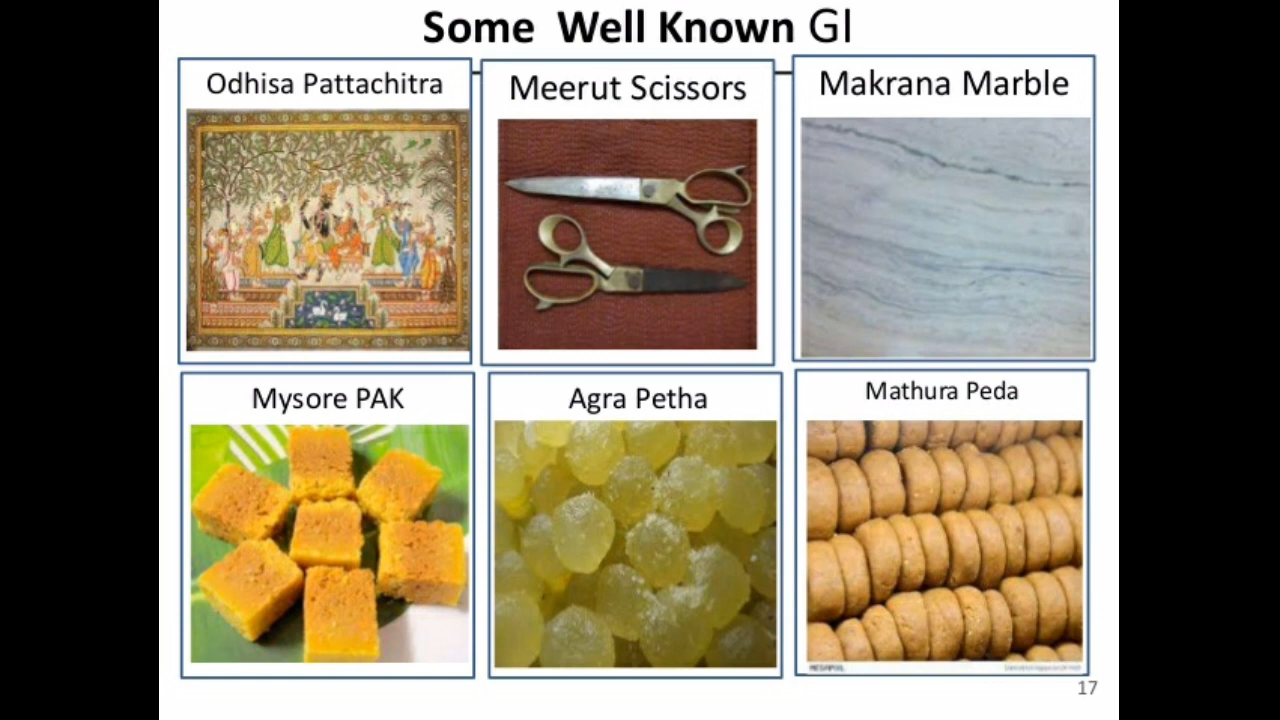 Some Well Known GI
Odhisa Pattachitra
Meerut Scissors
Makrana Marble
Mysore PAK
Agra Petha
Mathura Peda
17